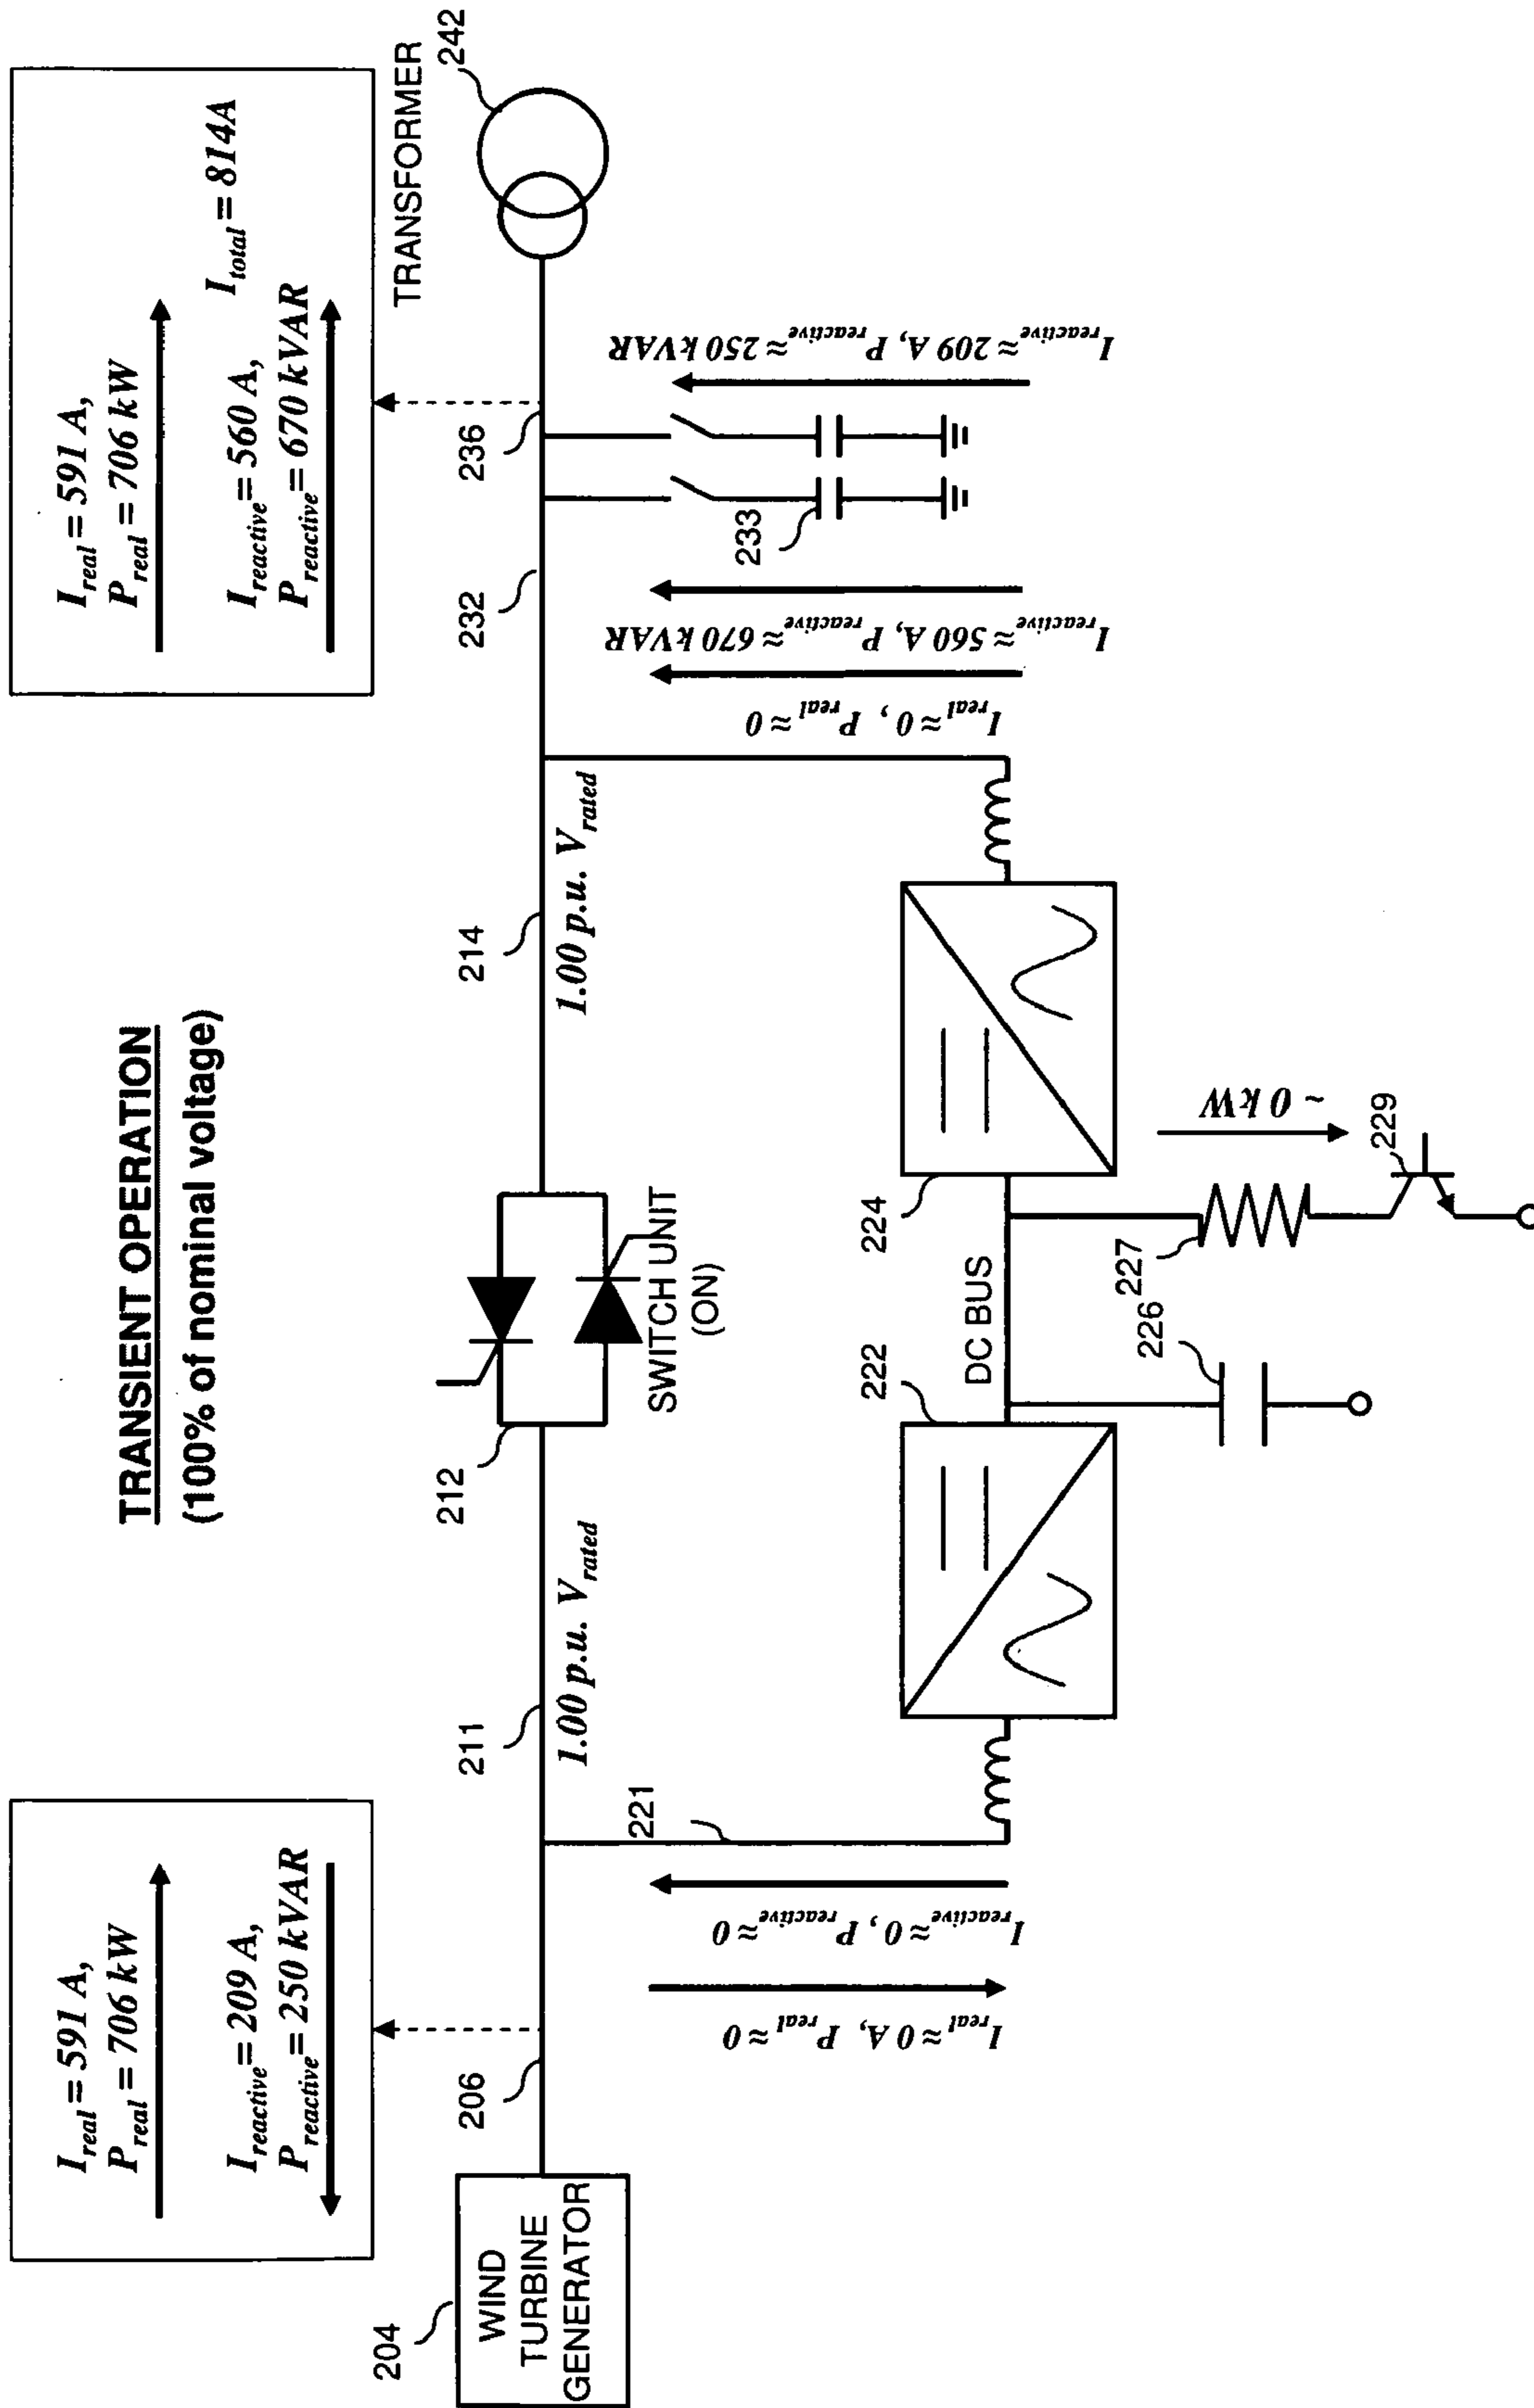 TRANSIENT OPERATION
(100% of nominal voltage)
I_real = 591 A,
P_real = 706 kW
I_reactive = 209 A,
P_reactive = 250 kVAR
I_real = 591 A,
P_real = 706 kW
I_reactive = 560 A,
P_reactive = 670 kVAR
I_total = 814A
TRANSFORMER
242
204
WIND
TURBINE
GENERATOR
206
211
1.00 p.u. V_rated
212
SWITCH UNIT
(ON)
214
1.00 p.u. V_rated
232
236
233
221
I_real ≈ 0 A, P_real ≈ 0
I_reactive ≈ 0, P_reactive ≈ 0
222
DC BUS
224
226
227
229
~ 0 kW
I_real ≈ 0, P_real ≈ 0
I_reactive ≈ 560 A, P_reactive ≈ 670 kVAR
I_reactive ≈ 209 A, P_reactive ≈ 250 kVAR